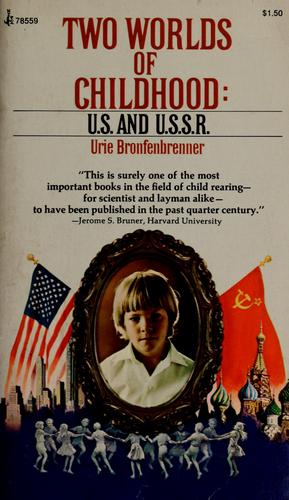 78559
$1.50
TWO WORLDS
OF
CHILDHOOD:
U.S. AND U.S.S.R.
Urie Bronfenbrenner
"This is surely one of the most
important books in the field of child rearing—
for scientist and layman alike—
to have been published in the past quarter century."
—Jerome S. Bruner, Harvard University